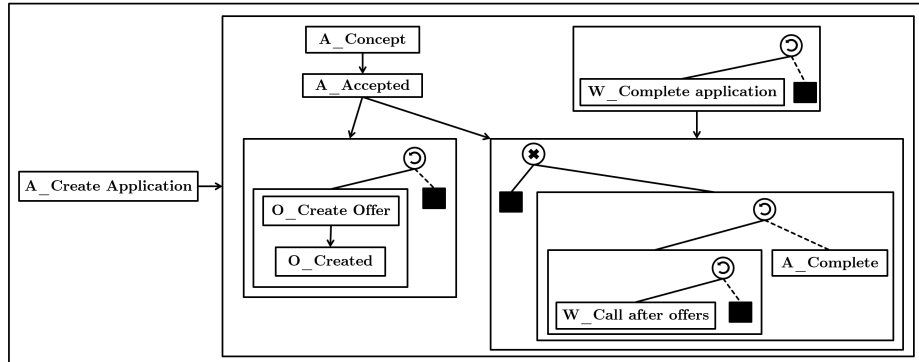 A_Concept
A_Accepted
W_Complete application
A_Create Application
O_Create Offer
O_Created
A_Complete
W_Call after offers